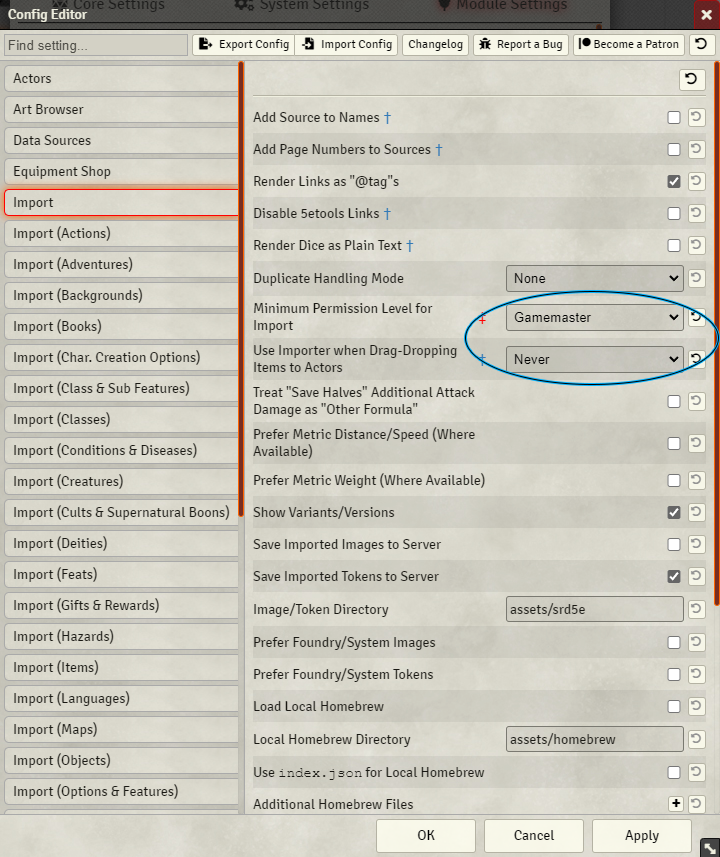 Core Settings
System Settings
Module Settings
Config Editor
Find setting...
Export Config
Import Config
Changelog
Report a Bug
Become a Patron
Actors
Art Browser
Data Sources
Equipment Shop
Import
Import (Actions)
Import (Adventures)
Import (Backgrounds)
Import (Books)
Import (Char. Creation Options)
Import (Class & Sub Features)
Import (Classes)
Import (Conditions & Diseases)
Import (Creatures)
Import (Cults & Supernatural Boons)
Import (Deities)
Import (Feats)
Import (Gifts & Rewards)
Import (Hazards)
Import (Items)
Import (Languages)
Import (Maps)
Import (Objects)
Import (Options & Features)
Add Source to Names †
Add Page Numbers to Sources †
Render Links as "@tag"s
Disable 5etools Links †
Render Dice as Plain Text †
Duplicate Handling Mode
None
Minimum Permission Level for
Import ‡
Gamemaster
Use Importer when Drag-Dropping
Items to Actors †
Never
Treat "Save Halves" Additional Attack
Damage as "Other Formula"
Prefer Metric Distance/Speed (Where
Available)
Prefer Metric Weight (Where Available)
Show Variants/Versions
Save Imported Images to Server
Save Imported Tokens to Server
Image/Token Directory
assets/srd5e
Prefer Foundry/System Images
Prefer Foundry/System Tokens
Load Local Homebrew
Local Homebrew Directory
assets/homebrew
Use index.json for Local Homebrew
Additional Homebrew Files
OK
Cancel
Apply